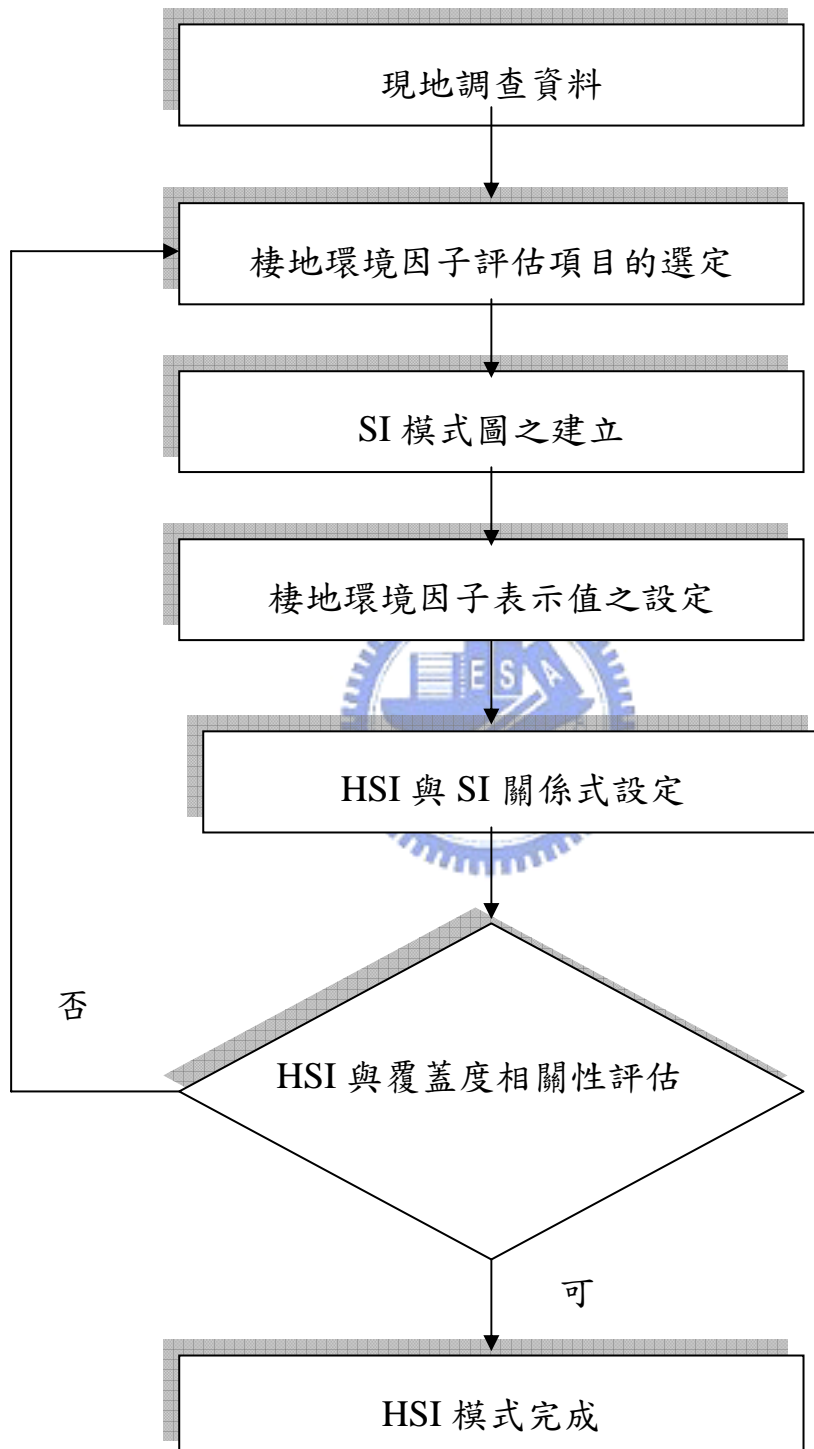 現地調查資料
棲地環境因子評估項目的選定
SI 模式圖之建立
棲地環境因子表示值之設定
ESA
HSI 與 SI 關係式設定
否
HSI 與覆蓋度相關性評估
可
HSI 模式完成